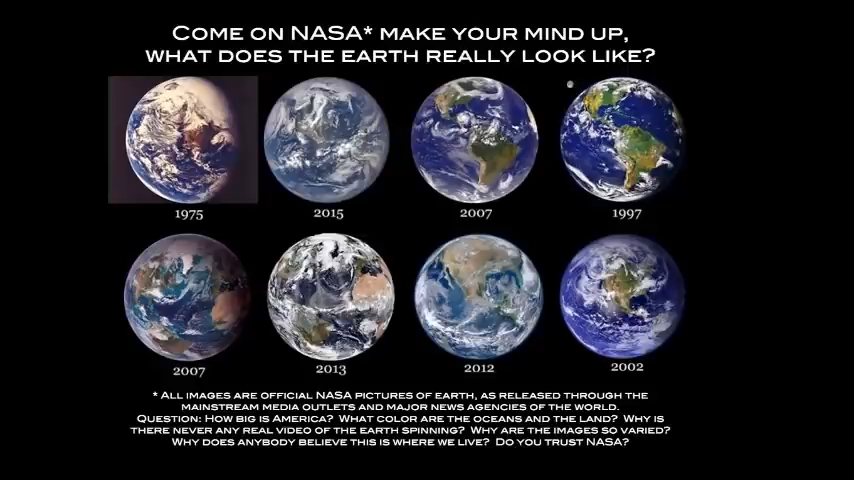 COME ON NASA* MAKE YOUR MIND UP,
WHAT DOES THE EARTH REALLY LOOK LIKE?
1975
2015
2007
1997
2007
2013
2012
2002
* ALL IMAGES ARE OFFICIAL NASA PICTURES OF EARTH, AS RELEASED THROUGH THE
MAINSTREAM MEDIA OUTLETS AND MAJOR NEWS AGENCIES OF THE WORLD.
QUESTION: HOW BIG IS AMERICA? WHAT COLOR ARE THE OCEANS AND THE LAND? WHY IS
THERE NEVER ANY REAL VIDEO OF THE EARTH SPINNING? WHY ARE THE IMAGES SO VARIED?
WHY DOES ANYBODY BELIEVE THIS IS WHERE WE LIVE? DO YOU TRUST NASA?